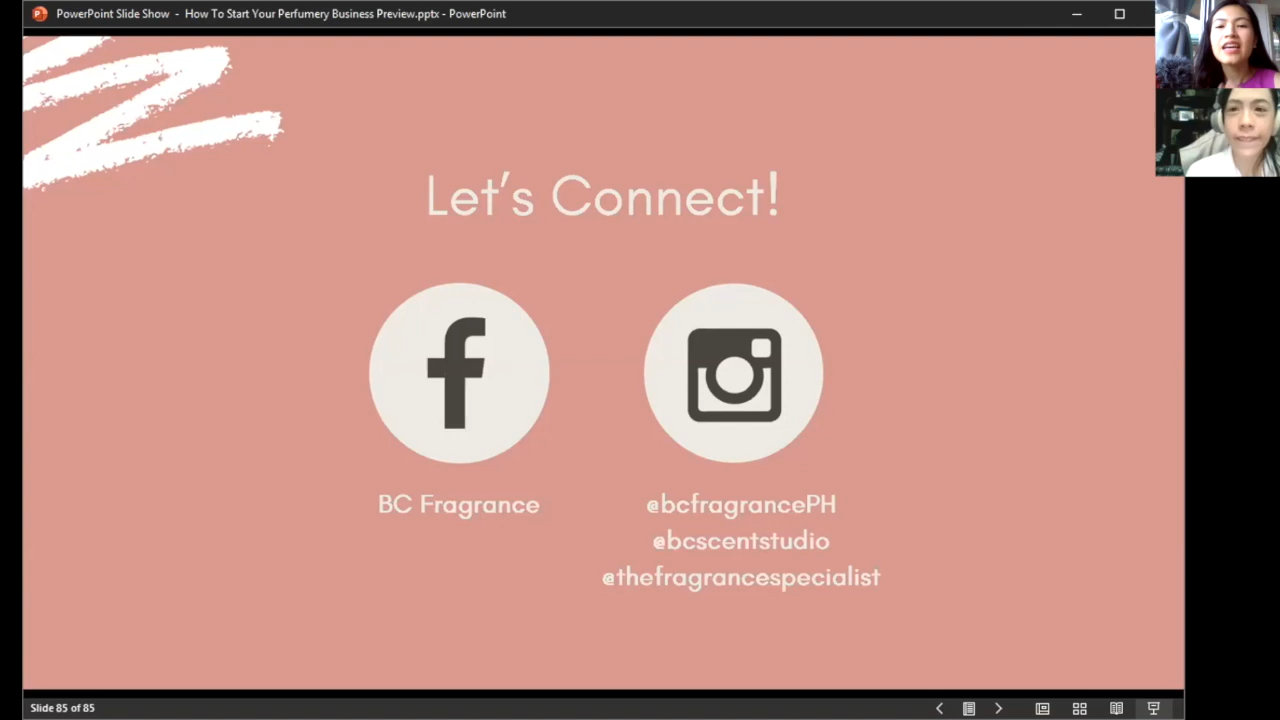 PowerPoint Slide Show - How To Start Your Perfumery Business Preview.pptx - PowerPoint
Let's Connect!
BC Fragrance
@bcfragrancePH
@bcscentstudio
@thefragrancespecialist
Slide 85 of 85